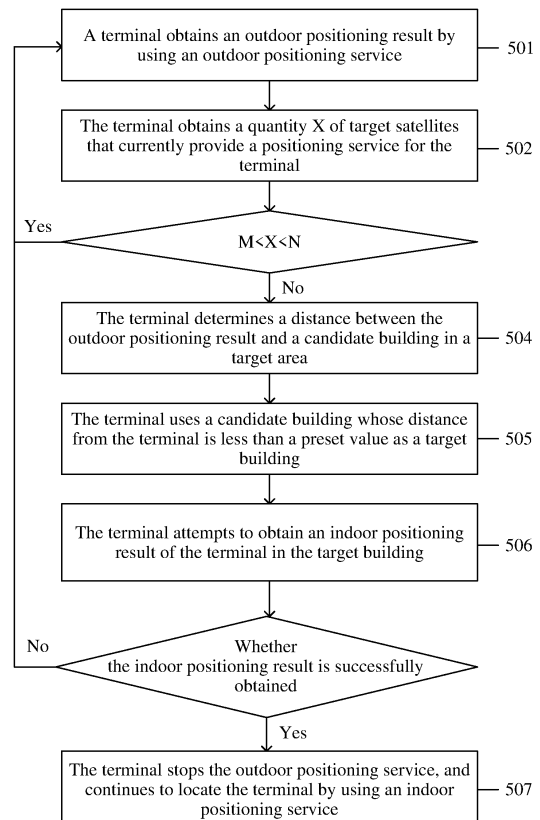 A terminal obtains an outdoor positioning result by
using an outdoor positioning service
501
The terminal obtains a quantity X of target satellites
that currently provide a positioning service for the
terminal
502
Yes
M<X<N
No
The terminal determines a distance between the
outdoor positioning result and a candidate building in a
target area
504
The terminal uses a candidate building whose distance
from the terminal is less than a preset value as a target
building
505
The terminal attempts to obtain an indoor positioning
result of the terminal in the target building
506
No
Whether
the indoor positioning result is successfully
obtained
Yes
The terminal stops the outdoor positioning service, and
continues to locate the terminal by using an indoor
positioning service
507